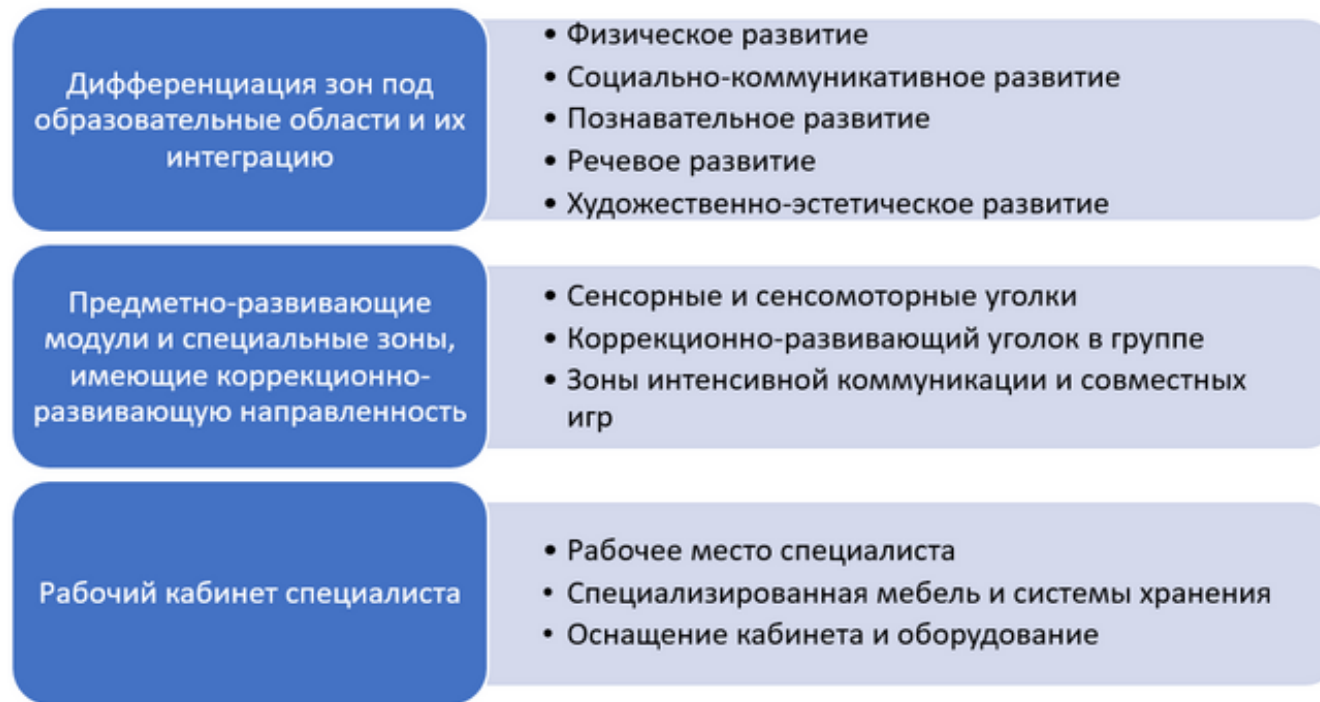 Дифференциация зон под
образовательные области и их
интеграцию
• Физическое развитие
• Социально-коммуникативное развитие
• Познавательное развитие
• Речевое развитие
• Художественно-эстетическое развитие
Предметно-развивающие
модули и специальные зоны,
имеющие коррекционно-
развивающую направленность
• Сенсорные и сенсомоторные уголки
• Коррекционно-развивающий уголок в группе
• Зоны интенсивной коммуникации и совместных
игр
Рабочий кабинет специалиста
• Рабочее место специалиста
• Специализированная мебель и системы хранения
• Оснащение кабинета и оборудование